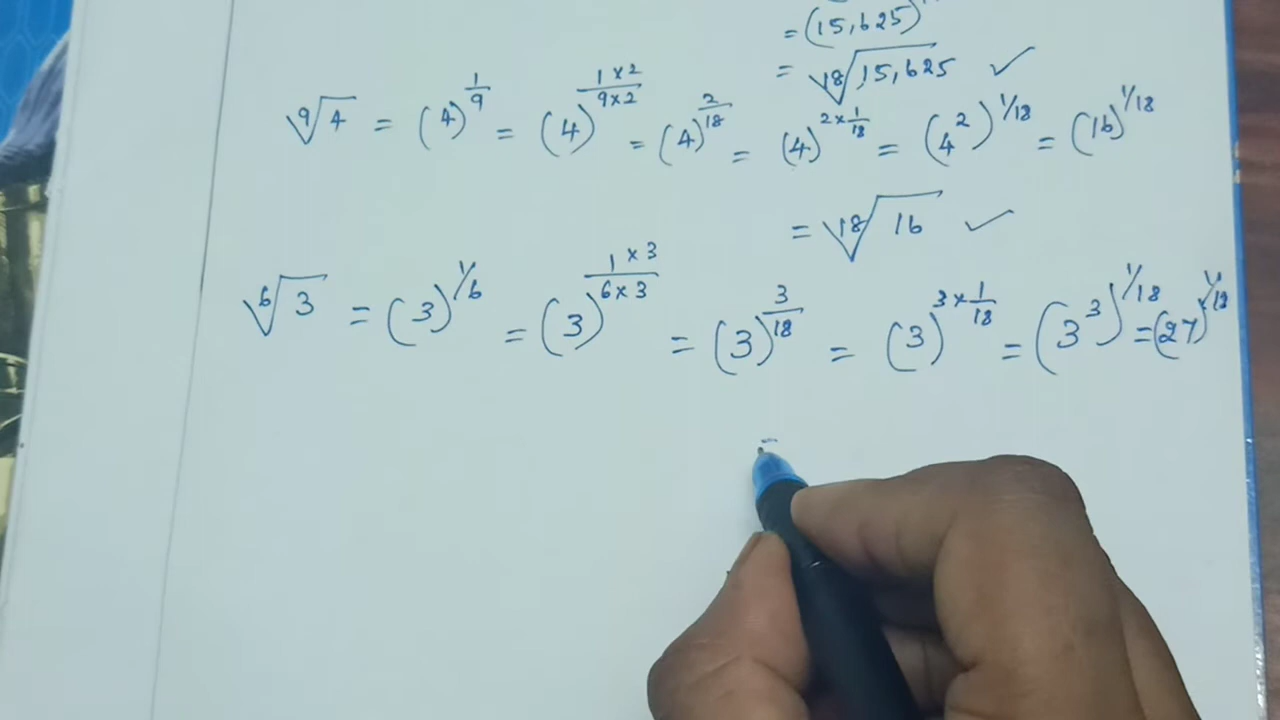 = (15,625)
= ¹⁸√15,625 ✓
⁹√4 = (4)^(1/9) = (4)^((1×2)/(9×2)) = (4)^(2/18) = (4)^(2×1/18) = (4²)^(1/18) = (16)^(1/18)
= ¹⁸√16 ✓
⁶√3 = (3)^(1/6) = (3)^((1×3)/(6×3)) = (3)^(3/18) = (3)^(3×1/18) = (3³)^(1/18) = (27)^(1/18)